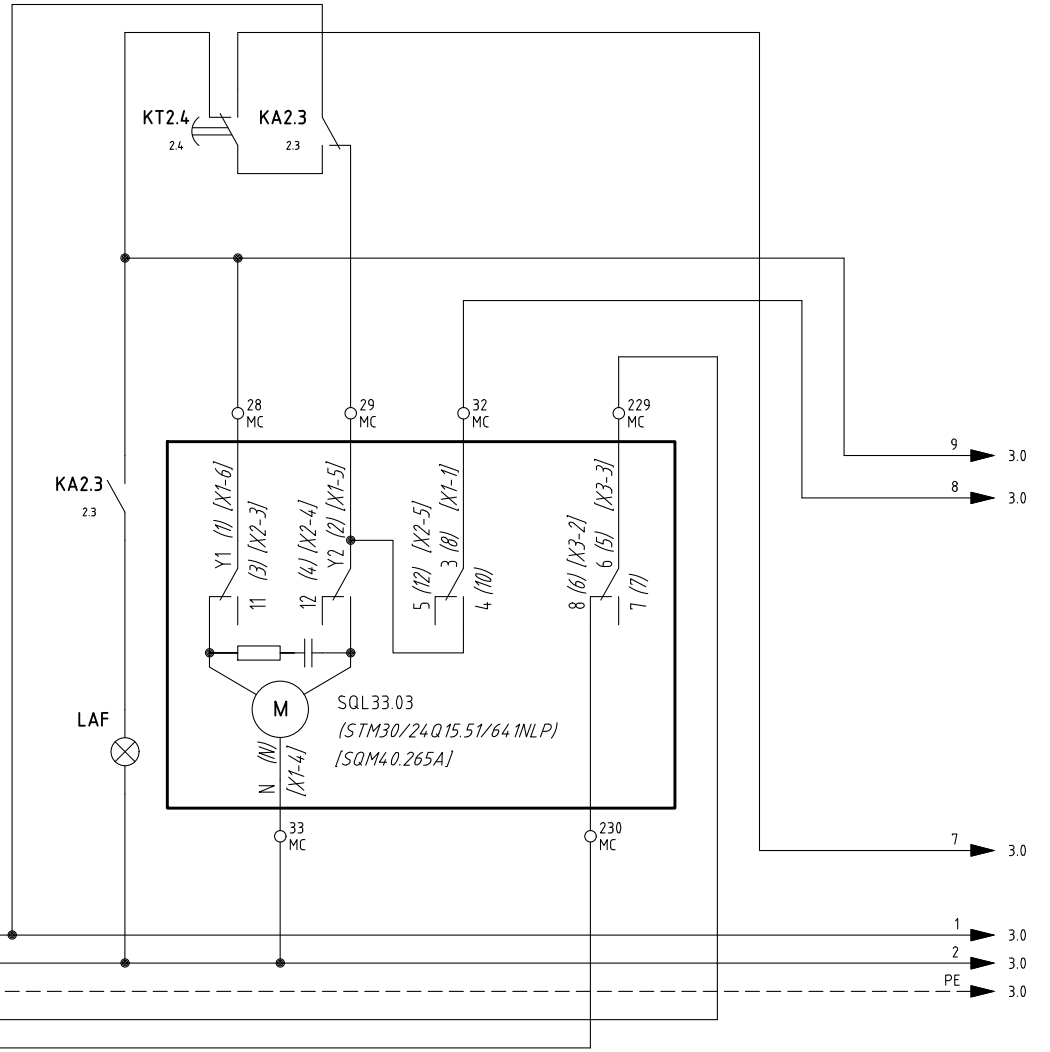 KT2.4
2.4
KA2.3
2.3
28
MC
29
MC
32
MC
229
MC
9
3.0
8
3.0
KA2.3
2.3
Y1 (1) [X1-6]
11 (3) [X2-3]
12 (4) [X2-4]
Y2 (2) [X1-5]
5 (12) [X2-5]
3 (8) [X1-1]
4 (10)
8 (6) [X3-2]
6 (5) [X3-3]
7 (7)
M
SQL33.03
(STM30/24Q15.51/641NLP)
[SQM40.265A]
N (N)
[X1-4]
LAF
33
MC
230
MC
7
3.0
1
3.0
2
3.0
PE
3.0